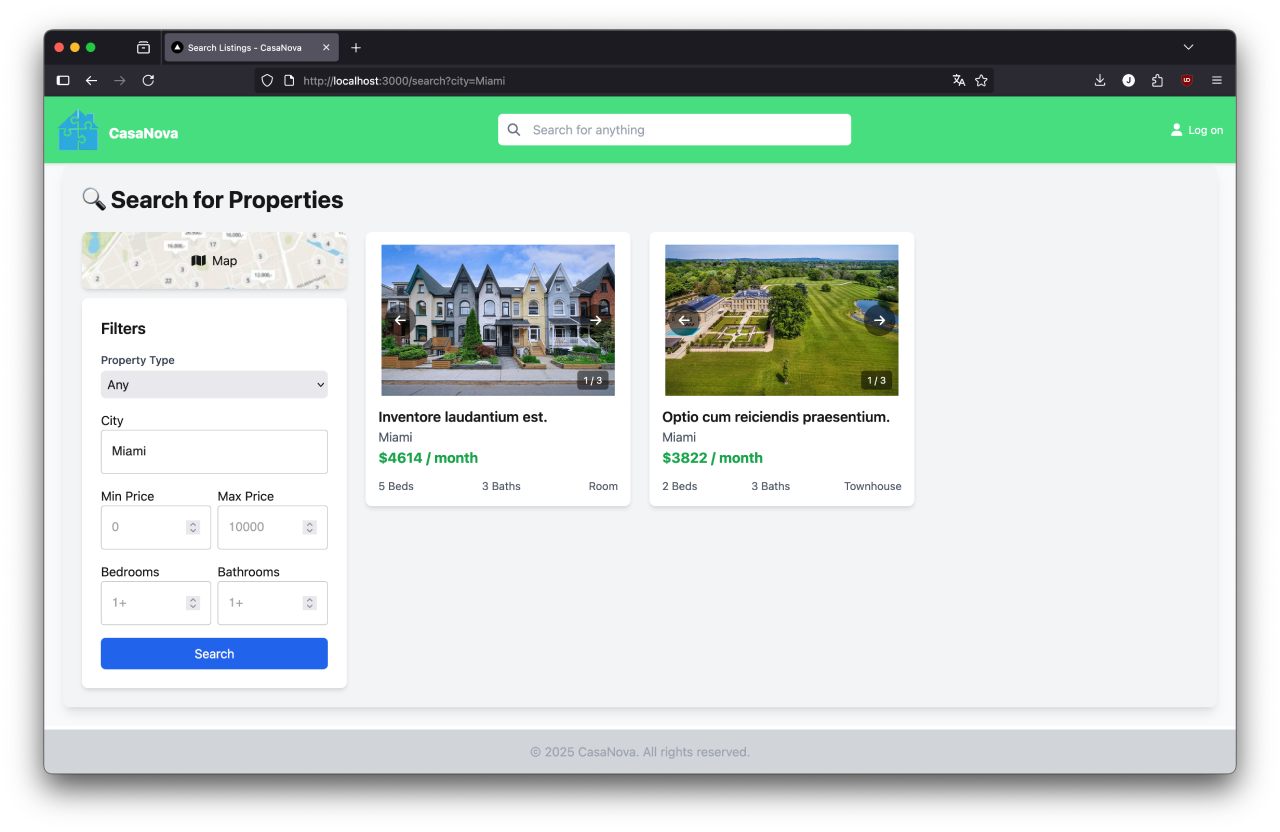 Search Listings - CasaNova
http://localhost:3000/search?city=Miami
CasaNova
Search for anything
Log on
Search for Properties
Map
Filters
Property Type
Any
City
Miami
Min Price Max Price
0 10000
Bedrooms Bathrooms
1+ 1+
Search
1 / 3
Inventore laudantium est.
Miami
$4614 / month
5 Beds 3 Baths Room
1 / 3
Optio cum reiciendis praesentium.
Miami
$3822 / month
2 Beds 3 Baths Townhouse
© 2025 CasaNova. All rights reserved.